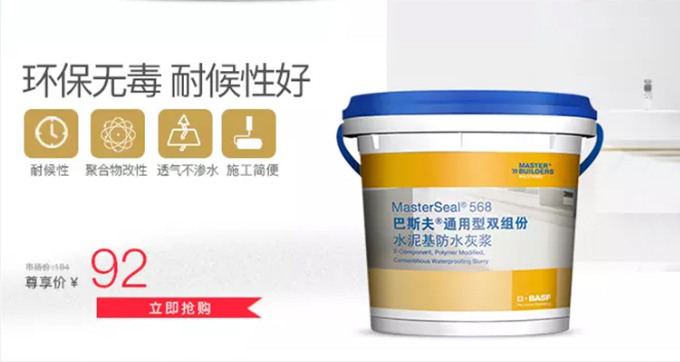 环保无毒 耐候性好
耐候性 聚合物改性 透气不渗水 施工简便
市场价:184
尊享价 ¥ 92
立即抢购
MASTER®
»BUILDERS
SOLUTIONS
MasterSeal® 568
巴斯夫®通用型双组份
水泥基防水灰浆
2-Component, Polymer Modified,
Cementitious Waterproofing Slurry
BASF